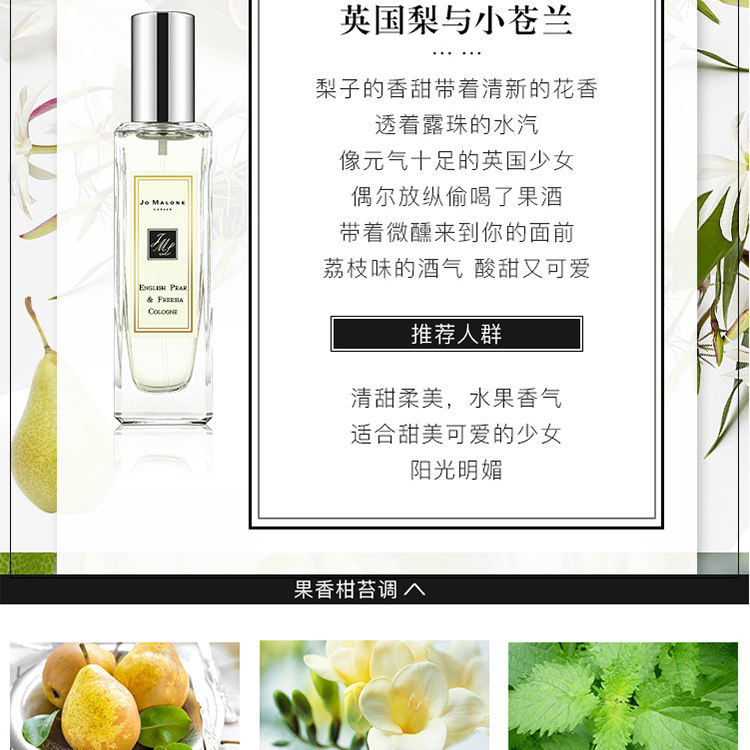 英国梨与小苍兰
... ...
梨子的香甜带着清新的花香
透着露珠的水汽
像元气十足的英国少女
偶尔放纵偷喝了果酒
带着微醺来到你的面前
荔枝味的酒气 酸甜又可爱
推荐人群
清甜柔美，水果香气
适合甜美可爱的少女
阳光明媚
JO MALONE
LONDON
JML
ENGLISH PEAR
& FREESIA
COLOGNE
果香柑苔调